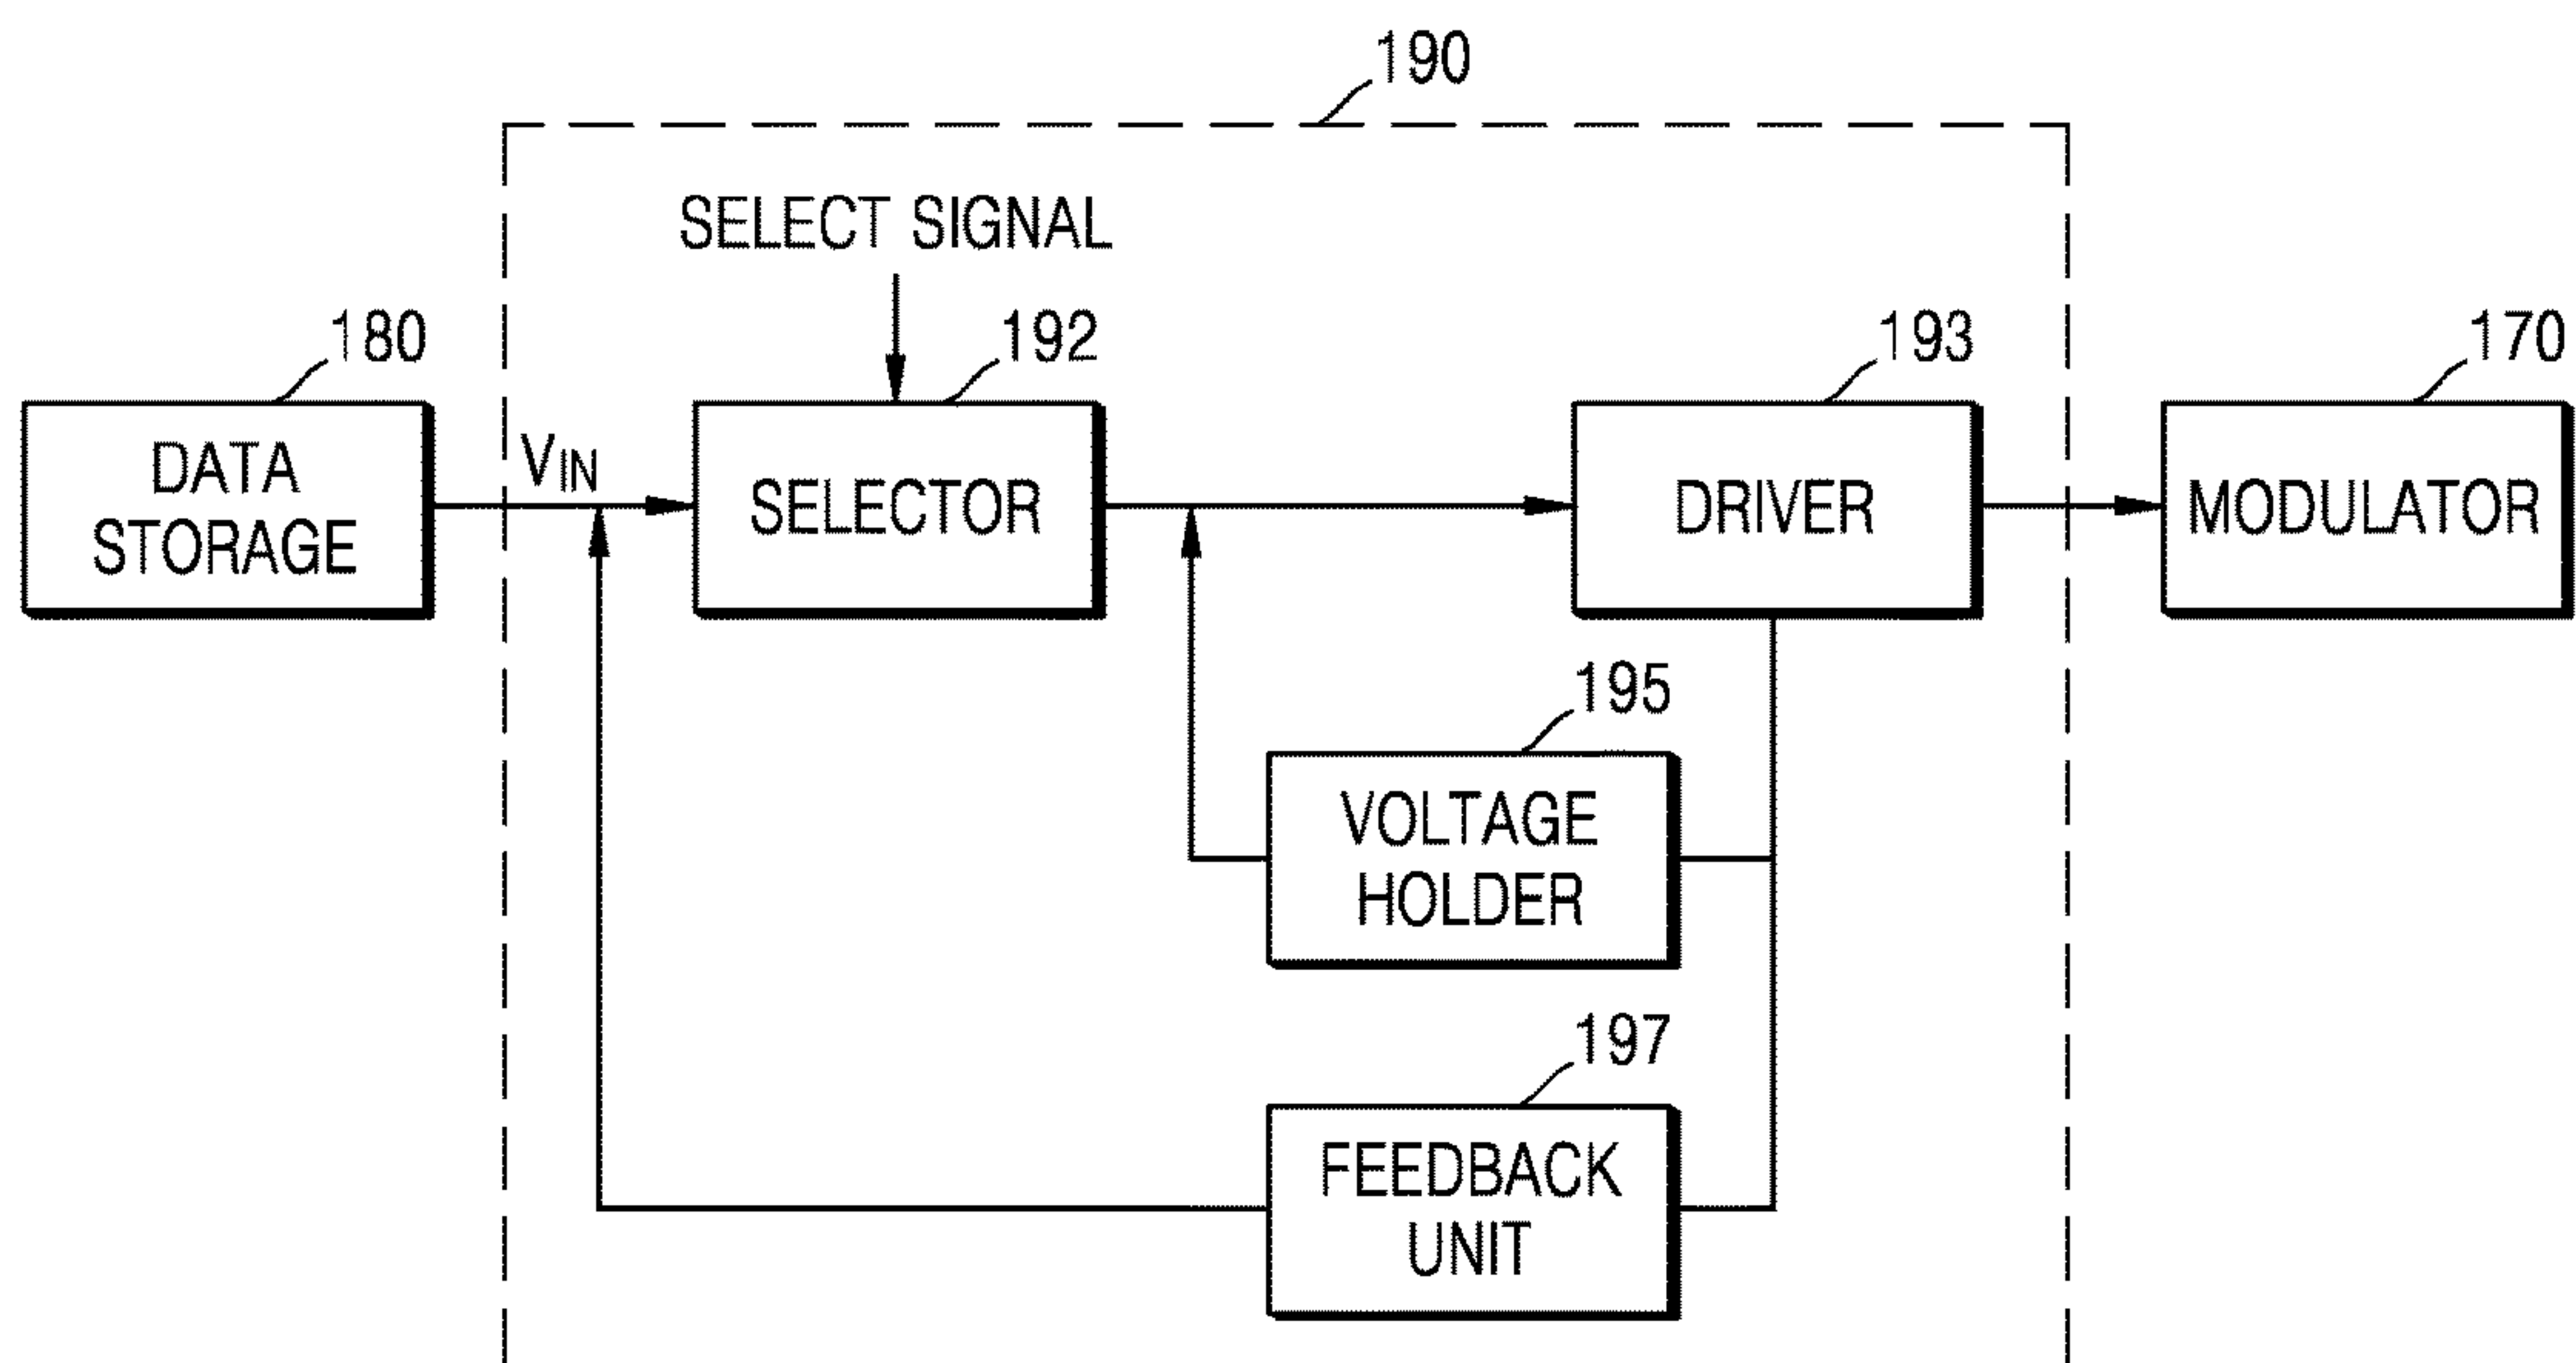 190
SELECT SIGNAL
180
192
193
170
DATA
STORAGE
VIN
SELECTOR
DRIVER
MODULATOR
195
VOLTAGE
HOLDER
197
FEEDBACK
UNIT